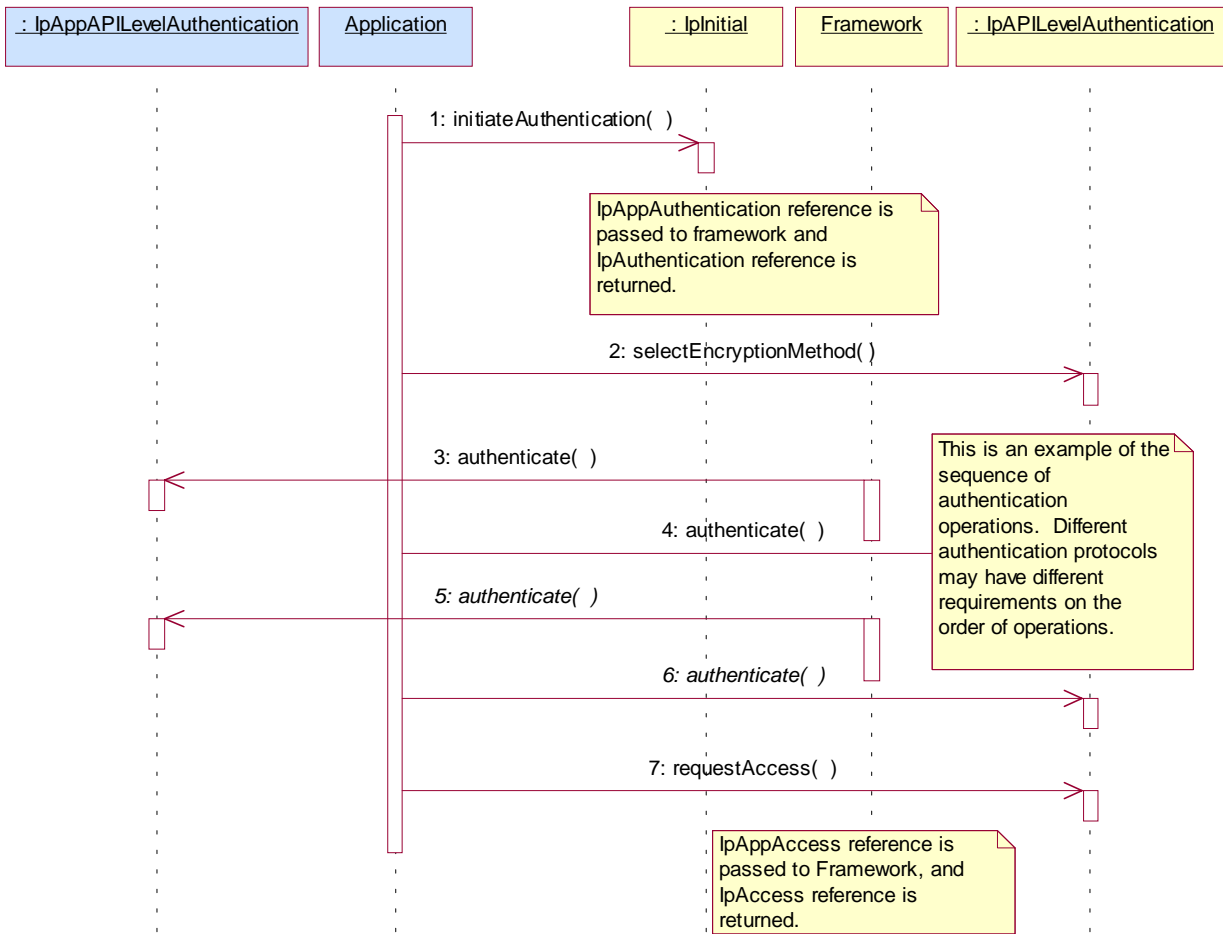 : IpAppAPILevelAuthentication
Application
: IpInitial
Framework
: IpAPILevelAuthentication
1: initiateAuthentication(  )
IpAppAuthentication reference is
passed to framework and
IpAuthentication reference is
returned.
2: selectEncryptionMethod( )
3: authenticate(  )
This is an example of the
sequence of
authentication
operations.  Different
authentication protocols
may have different
requirements on the
order of operations.
4: authenticate(  )
5: authenticate(  )
6: authenticate(  )
7: requestAccess(  )
IpAppAccess reference is
passed to Framework, and
IpAccess reference is
returned.